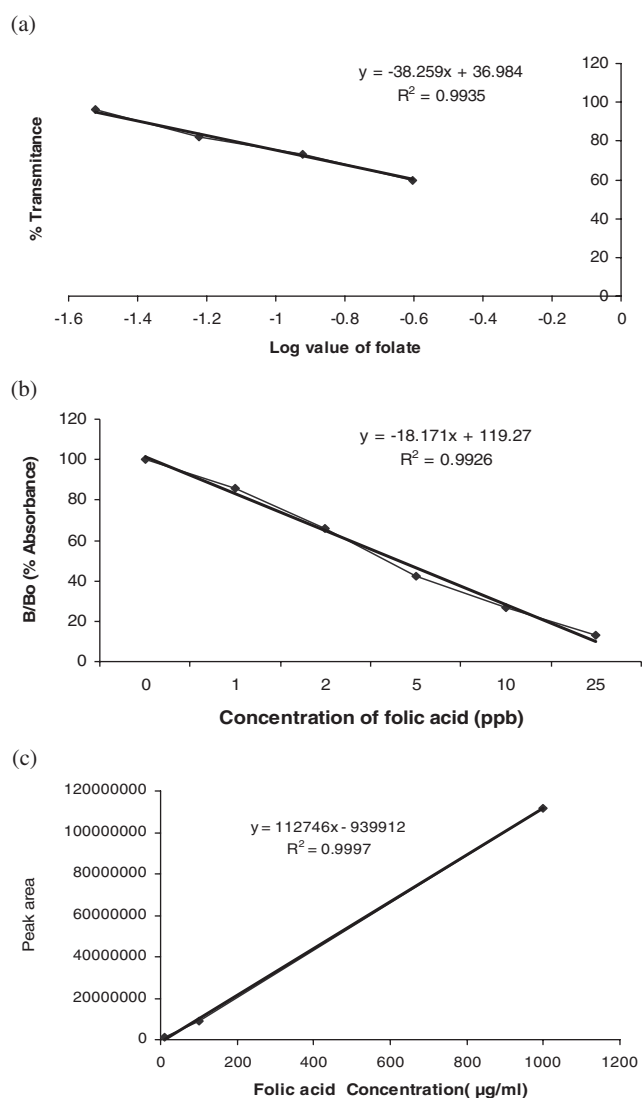 (a)
y = -38.259x + 36.984
R² = 0.9935
% Transmitance
120
100
80
60
40
20
0
-1.6 -1.4 -1.2 -1 -0.8 -0.6 -0.4 -0.2 0
Log value of folate
(b)
y = -18.171x + 119.27
R² = 0.9926
B/Bo (% Absorbance)
120
100
80
60
40
20
0
0 1 2 5 10 25
Concentration of folic acid (ppb)
(c)
y = 112746x - 939912
R² = 0.9997
Peak area
120000000
100000000
80000000
60000000
40000000
20000000
0
0 200 400 600 800 1000 1200
Folic acid Concentration( µg/ml)